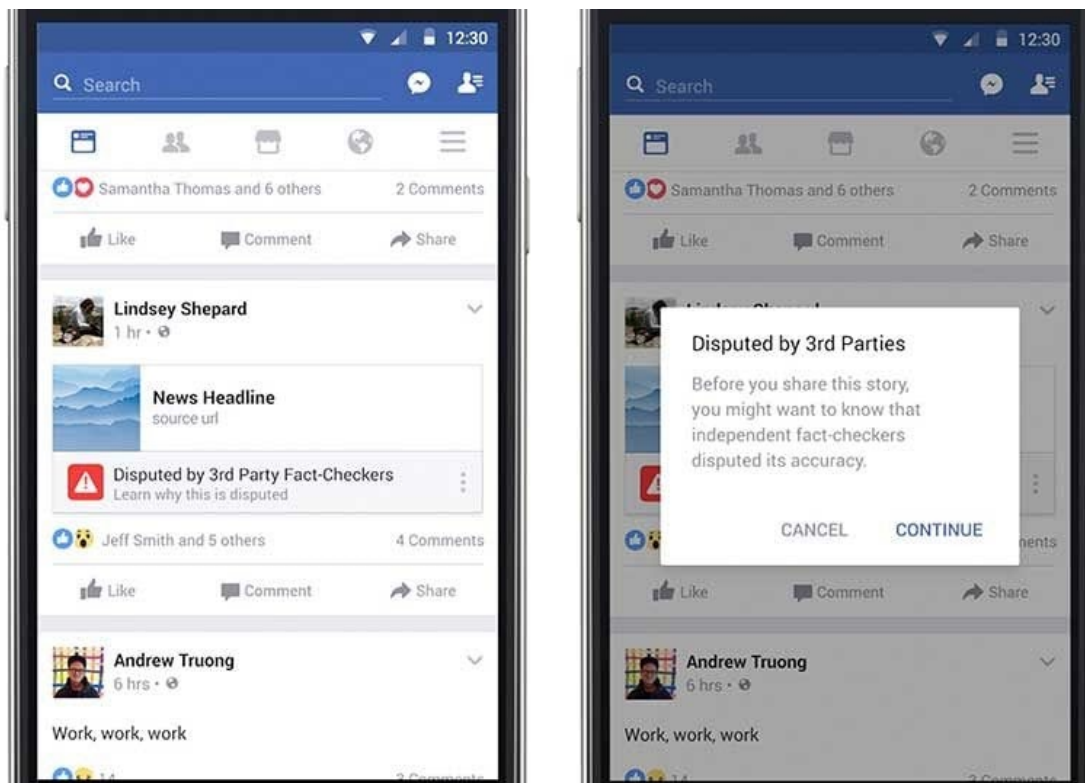 12:30
Search
Samantha Thomas and 6 others 2 Comments
Like Comment Share
Lindsey Shepard
1 hr
News Headline
source url
Disputed by 3rd Party Fact-Checkers
Learn why this is disputed
Jeff Smith and 5 others 4 Comments
Like Comment Share
Andrew Truong
6 hrs
Work, work, work
12:30
Search
Samantha Thomas and 6 others 2 Comments
Like Comment Share
Disputed by 3rd Parties
Before you share this story,
you might want to know that
independent fact-checkers
disputed its accuracy.
CANCEL CONTINUE
Like Comment Share
Andrew Truong
6 hrs
Work, work, work